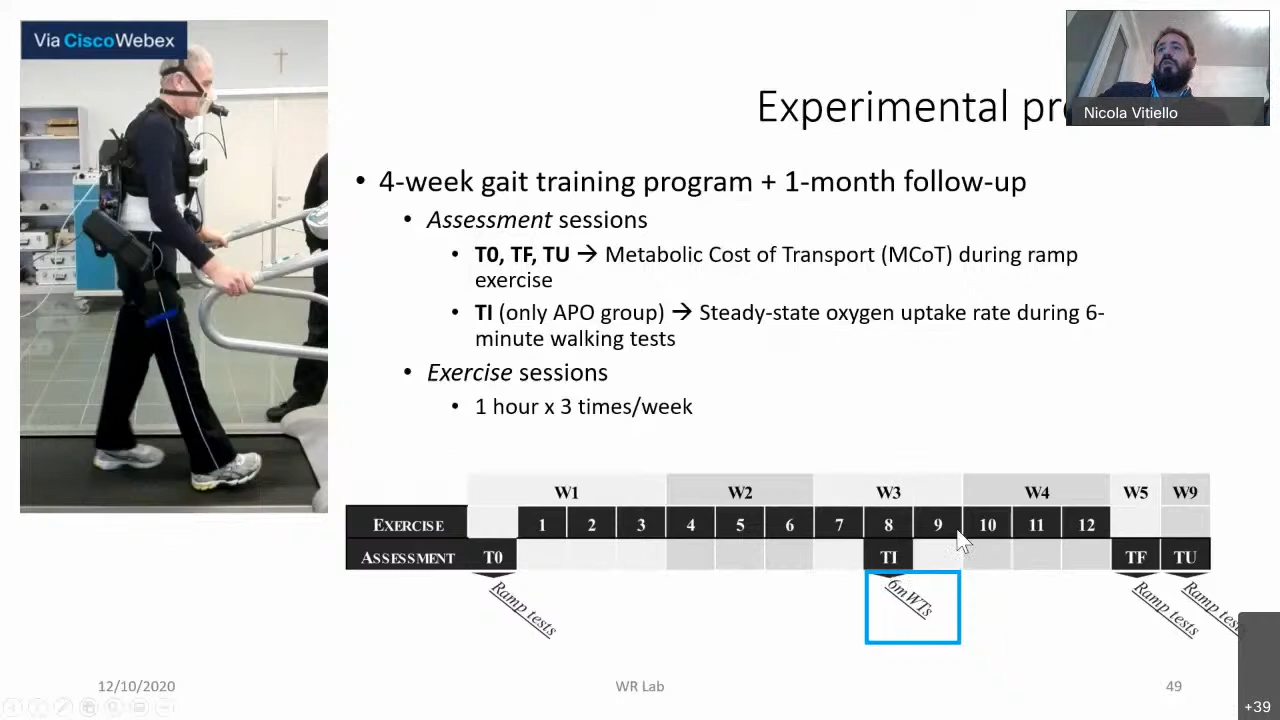 Via CiscoWebex
Nicola Vitiello
Experimental pr
• 4-week gait training program + 1-month follow-up
• Assessment sessions
• T0, TF, TU → Metabolic Cost of Transport (MCoT) during ramp
exercise
• TI (only APO group) → Steady-state oxygen uptake rate during 6-
minute walking tests
• Exercise sessions
• 1 hour x 3 times/week
W1 W2 W3 W4 W5 W9
EXERCISE 1 2 3 4 5 6 7 8 9 10 11 12
ASSESSMENT T0 TI TF TU
Ramp tests 6mWTs Ramp tests Ramp tests
12/10/2020 WR Lab 49
+39